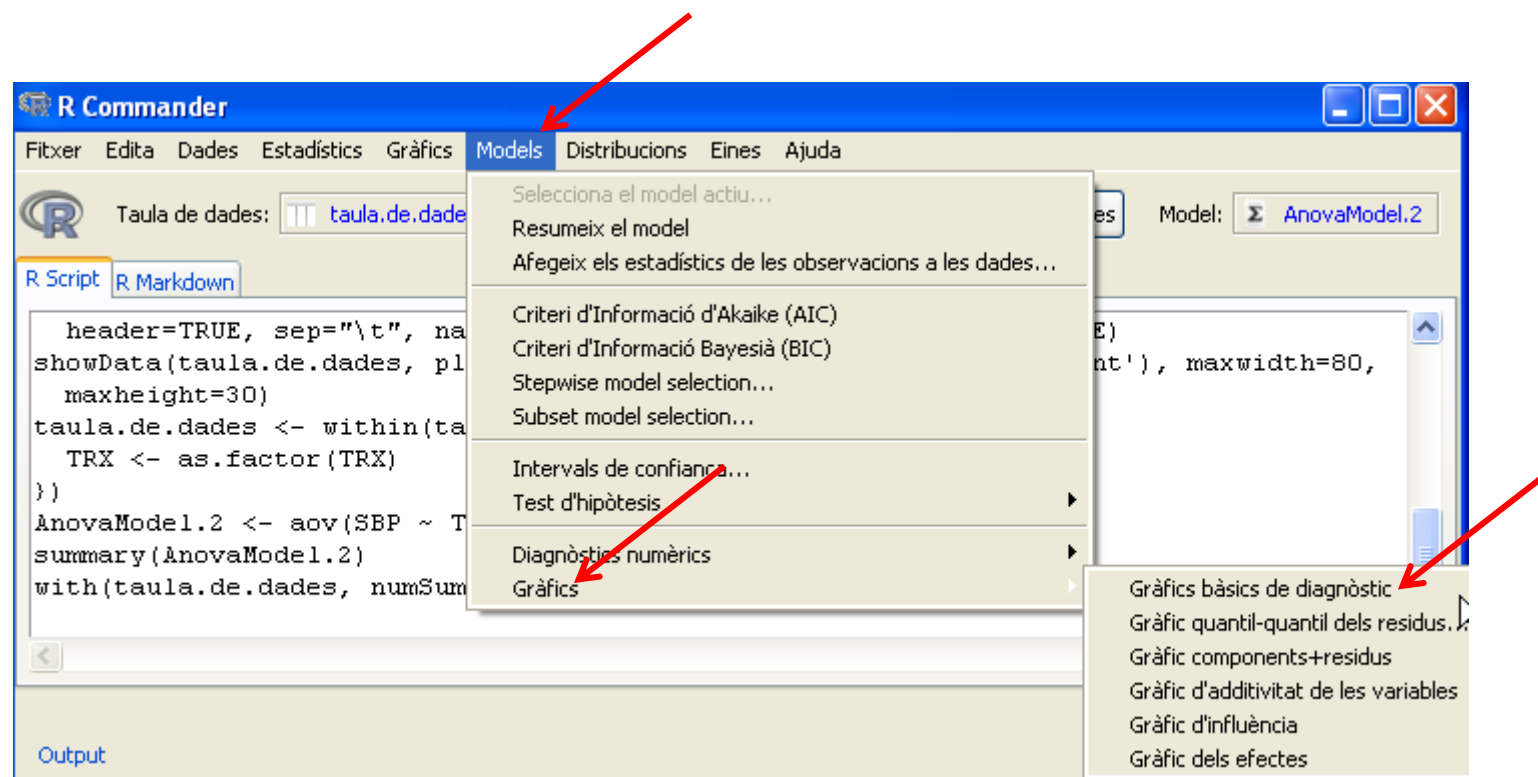 R Commander
Fitxer Edita Dades Estadístics Gràfics Models Distribucions Eines Ajuda
R Taula de dades: taula.de.dade es Model: Σ AnovaModel.2
R Script R Markdown
header=TRUE, sep="\t", na E)
showData(taula.de.dades, pl nt'), maxwidth=80,
maxheight=30)
taula.de.dades <- within(ta
TRX <- as.factor(TRX)
})
AnovaModel.2 <- aov(SBP ~ T
summary(AnovaModel.2)
with(taula.de.dades, numSum
Output
Selecciona el model actiu...
Resumeix el model
Afegeix els estadístics de les observacions a les dades...
Criteri d'Informació d'Akaike (AIC)
Criteri d'Informació Bayesià (BIC)
Stepwise model selection...
Subset model selection...
Intervals de confiança...
Test d'hipòtesis
Diagnòstics numèrics
Gràfics
Gràfics bàsics de diagnòstic
Gràfic quantil-quantil dels residus...
Gràfic components+residus
Gràfic d'additivitat de les variables
Gràfic d'influència
Gràfic dels efectes